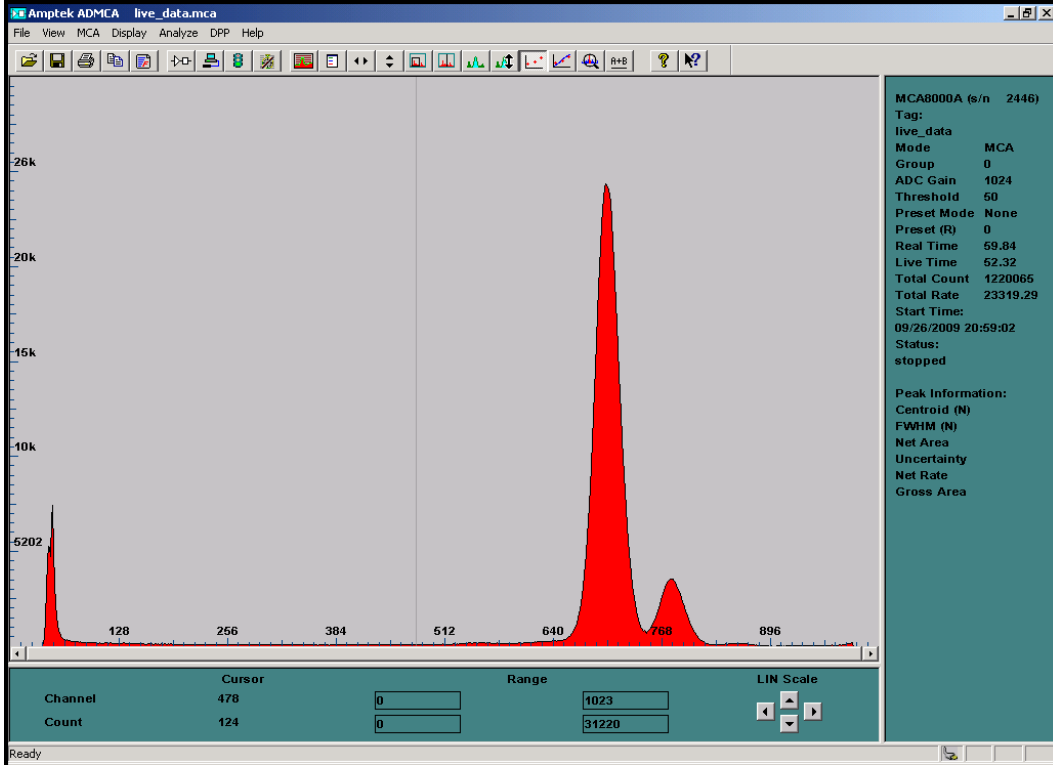 Amptek ADMCA live_data.mca
File View MCA Display Analyze DPP Help
A+B
26k
20k
15k
10k
5202
128 256 384 512 640 768 896
MCA8000A (s/n 2446)
Tag:
live_data
Mode MCA
Group 0
ADC Gain 1024
Threshold 50
Preset Mode None
Preset (R) 0
Real Time 59.84
Live Time 52.32
Total Count 1220065
Total Rate 23319.29
Start Time:
09/26/2009 20:59:02
Status:
stopped
Peak Information:
Centroid (N)
FWHM (N)
Net Area
Uncertainty
Net Rate
Gross Area
Cursor Range LIN Scale
Channel 478 0 1023
Count 124 0 31220
Ready